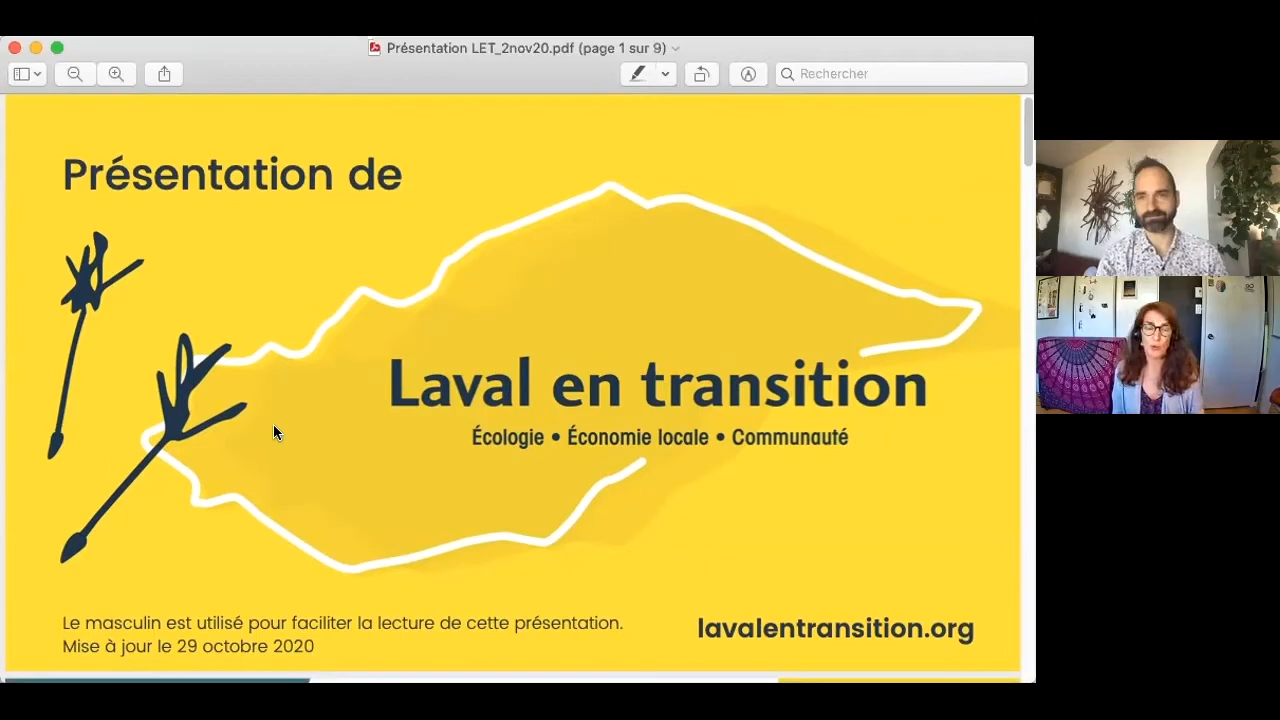 Présentation LET_2nov20.pdf (page 1 sur 9)
Rechercher
Présentation de
Laval en transition
Écologie • Économie locale • Communauté
Le masculin est utilisé pour faciliter la lecture de cette présentation.
Mise à jour le 29 octobre 2020
lavalentransition.org